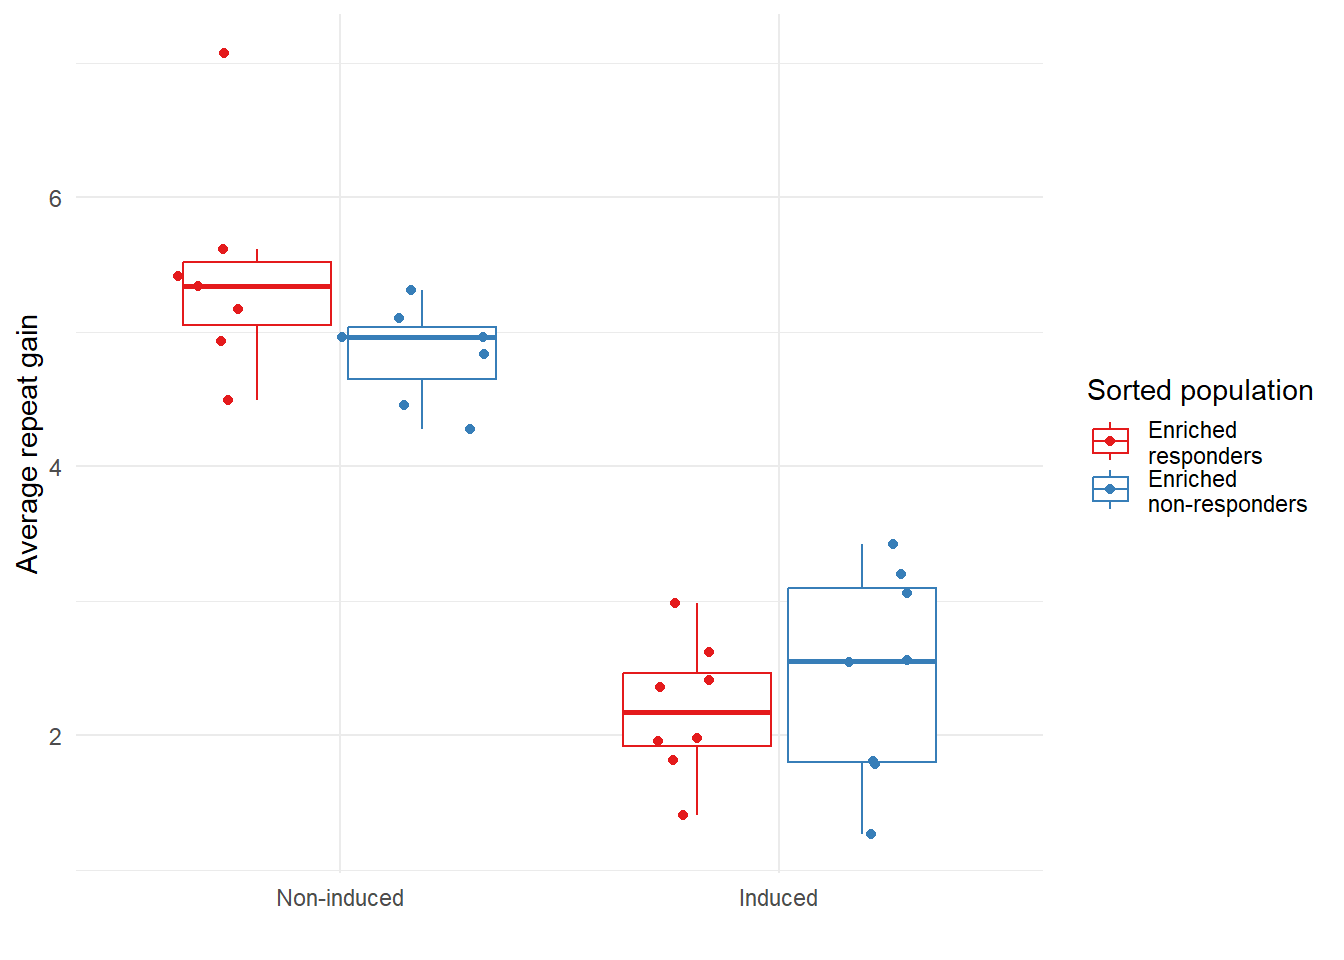 Average repeat gain
6
4
2
Non-induced
Induced
Sorted population
Enriched
responders
Enriched
non-responders